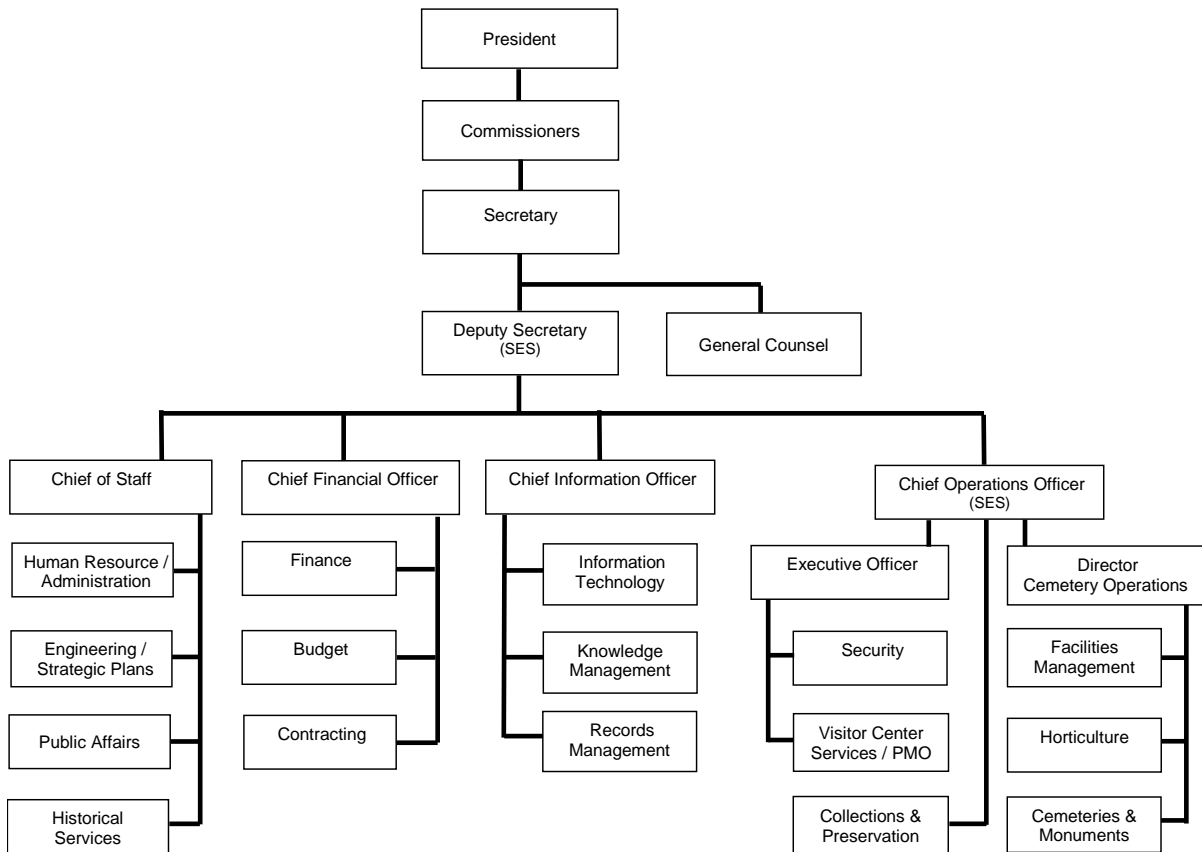 President
Commissioners
Secretary
Deputy Secretary
(SES)
General Counsel
Chief of Staff
Chief Financial Officer
Chief Information Officer
Chief Operations Officer
(SES)
Human Resource /
Administration
Engineering /
Strategic Plans
Public Affairs
Historical
Services
Finance
Budget
Contracting
Information
Technology
Knowledge
Management
Records
Management
Executive Officer
Security
Visitor Center
Services / PMO
Collections &
Preservation
Director
Cemetery Operations
Facilities
Management
Horticulture
Cemeteries &
Monuments